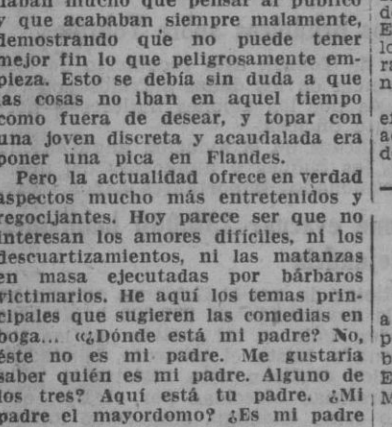 daban mucho que pensar al público
y que acababan siempre malamente,
demostrando que no puede tener
mejor fin lo que peligrosamente em-
pieza. Esto se debía sin duda a que
las cosas no iban en aquel tiempo
como fuera de desear, y topar con
una joven discreta y acaudalada era
poner una pica en Flandes.
Pero la actualidad ofrece en verdad
aspectos mucho más entretenidos y
regocijantes. Hoy parece ser que no
interesan los amores difíciles, ni los
descuartizamientos, ni las matanzas
en masa ejecutadas por bárbaros
victimarios. He aquí los temas prin-
cipales que sugieren las comedias en
boga... «¿Dónde está mi padre? No,
éste no es mi padre. Me gustaría
saber quién es mi padre. Alguno de
los tres? Aquí está tu padre. ¿Mi
padre el mayordomo? ¿Es mi padre